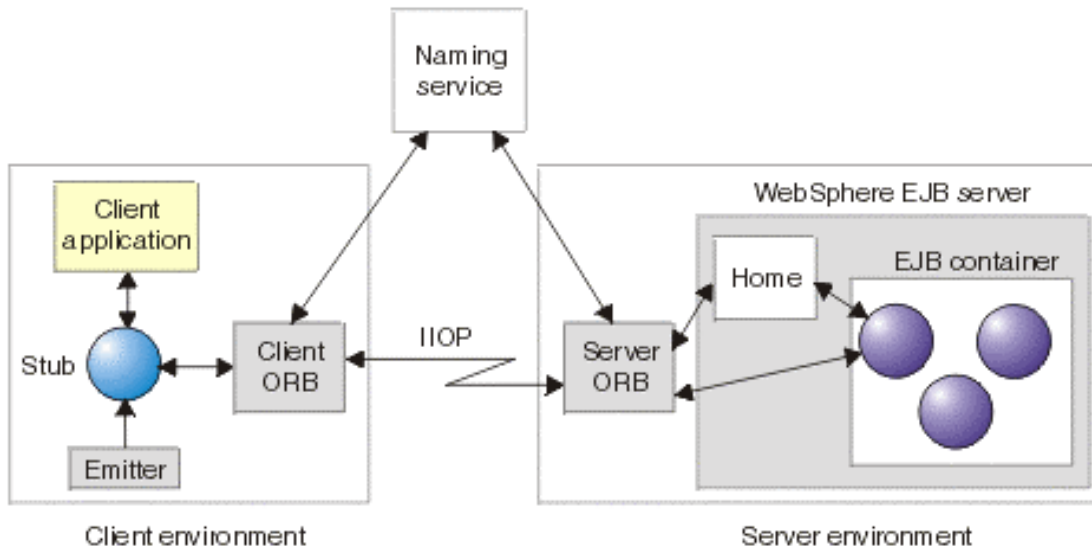 Naming
service
WebSphere EJB server
Client
application
EJB container
Home
IIOP
Stub
Client
ORB
Server
ORB
Emitter
Client environment
Server environment